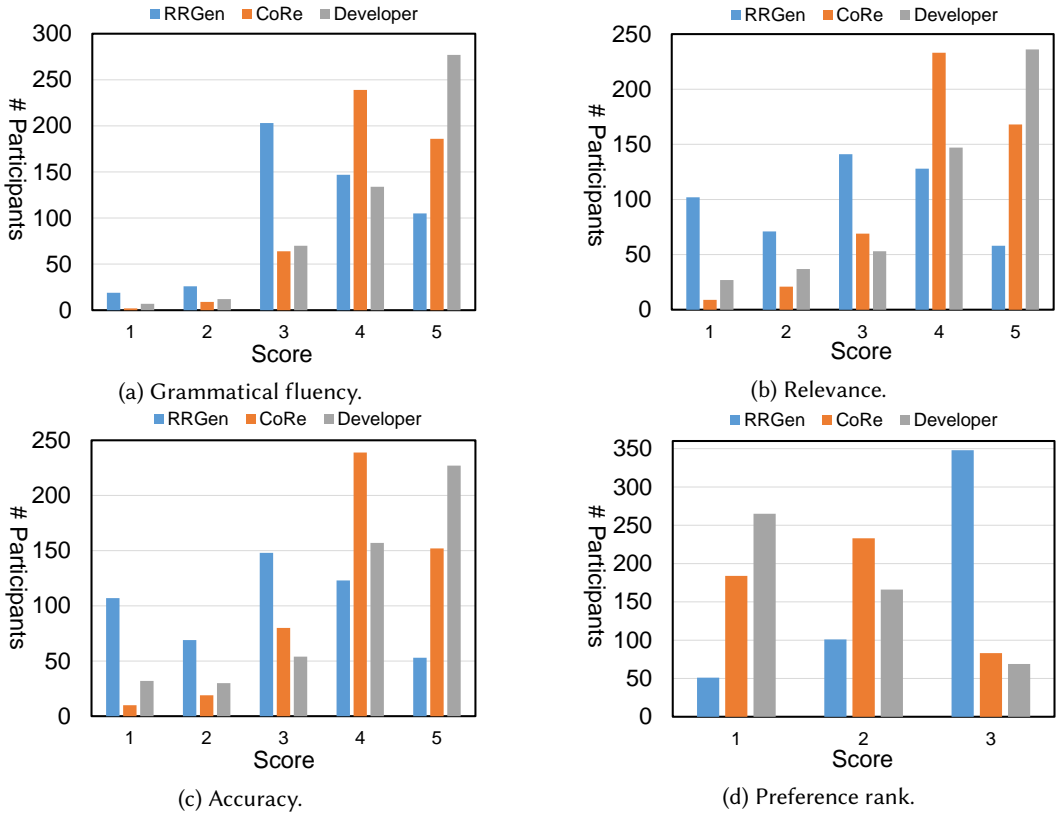 RRGen CoRe Developer
300
250
200
150
100
50
0
# Participants
1 2 3 4 5
Score
(a) Grammatical fluency.
RRGen CoRe Developer
250
200
150
100
50
0
# Participants
1 2 3 4 5
Score
(b) Relevance.
RRGen CoRe Developer
250
200
150
100
50
0
# Participants
1 2 3 4 5
Score
(c) Accuracy.
RRGen CoRe Developer
350
300
250
200
150
100
50
0
# Participants
1 2 3
Score
(d) Preference rank.